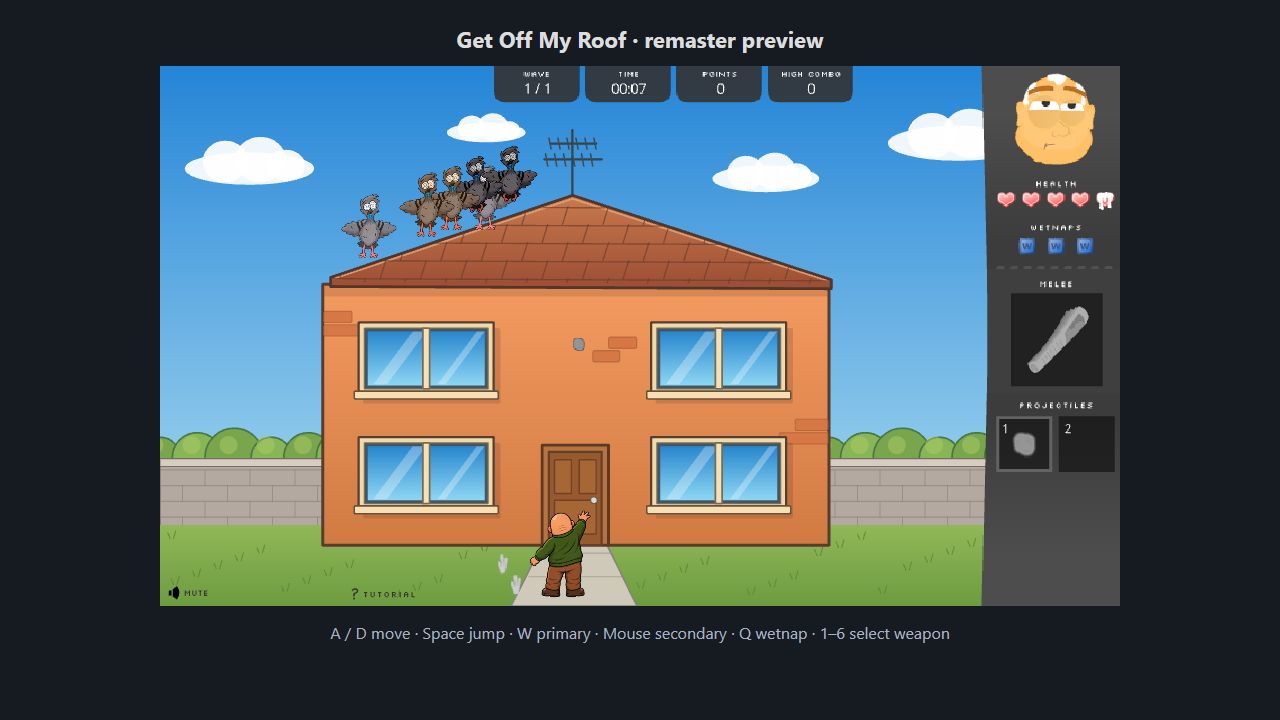 Get Off My Roof · remaster preview
WAVE
1 / 1
TIME
00:07
POINTS
0
HIGH COMBO
0
HEALTH
WETNAPS
W W W
MELEE
PROJECTILES
1 2
MUTE
? TUTORIAL
A / D move · Space jump · W primary · Mouse secondary · Q wetnap · 1–6 select weapon